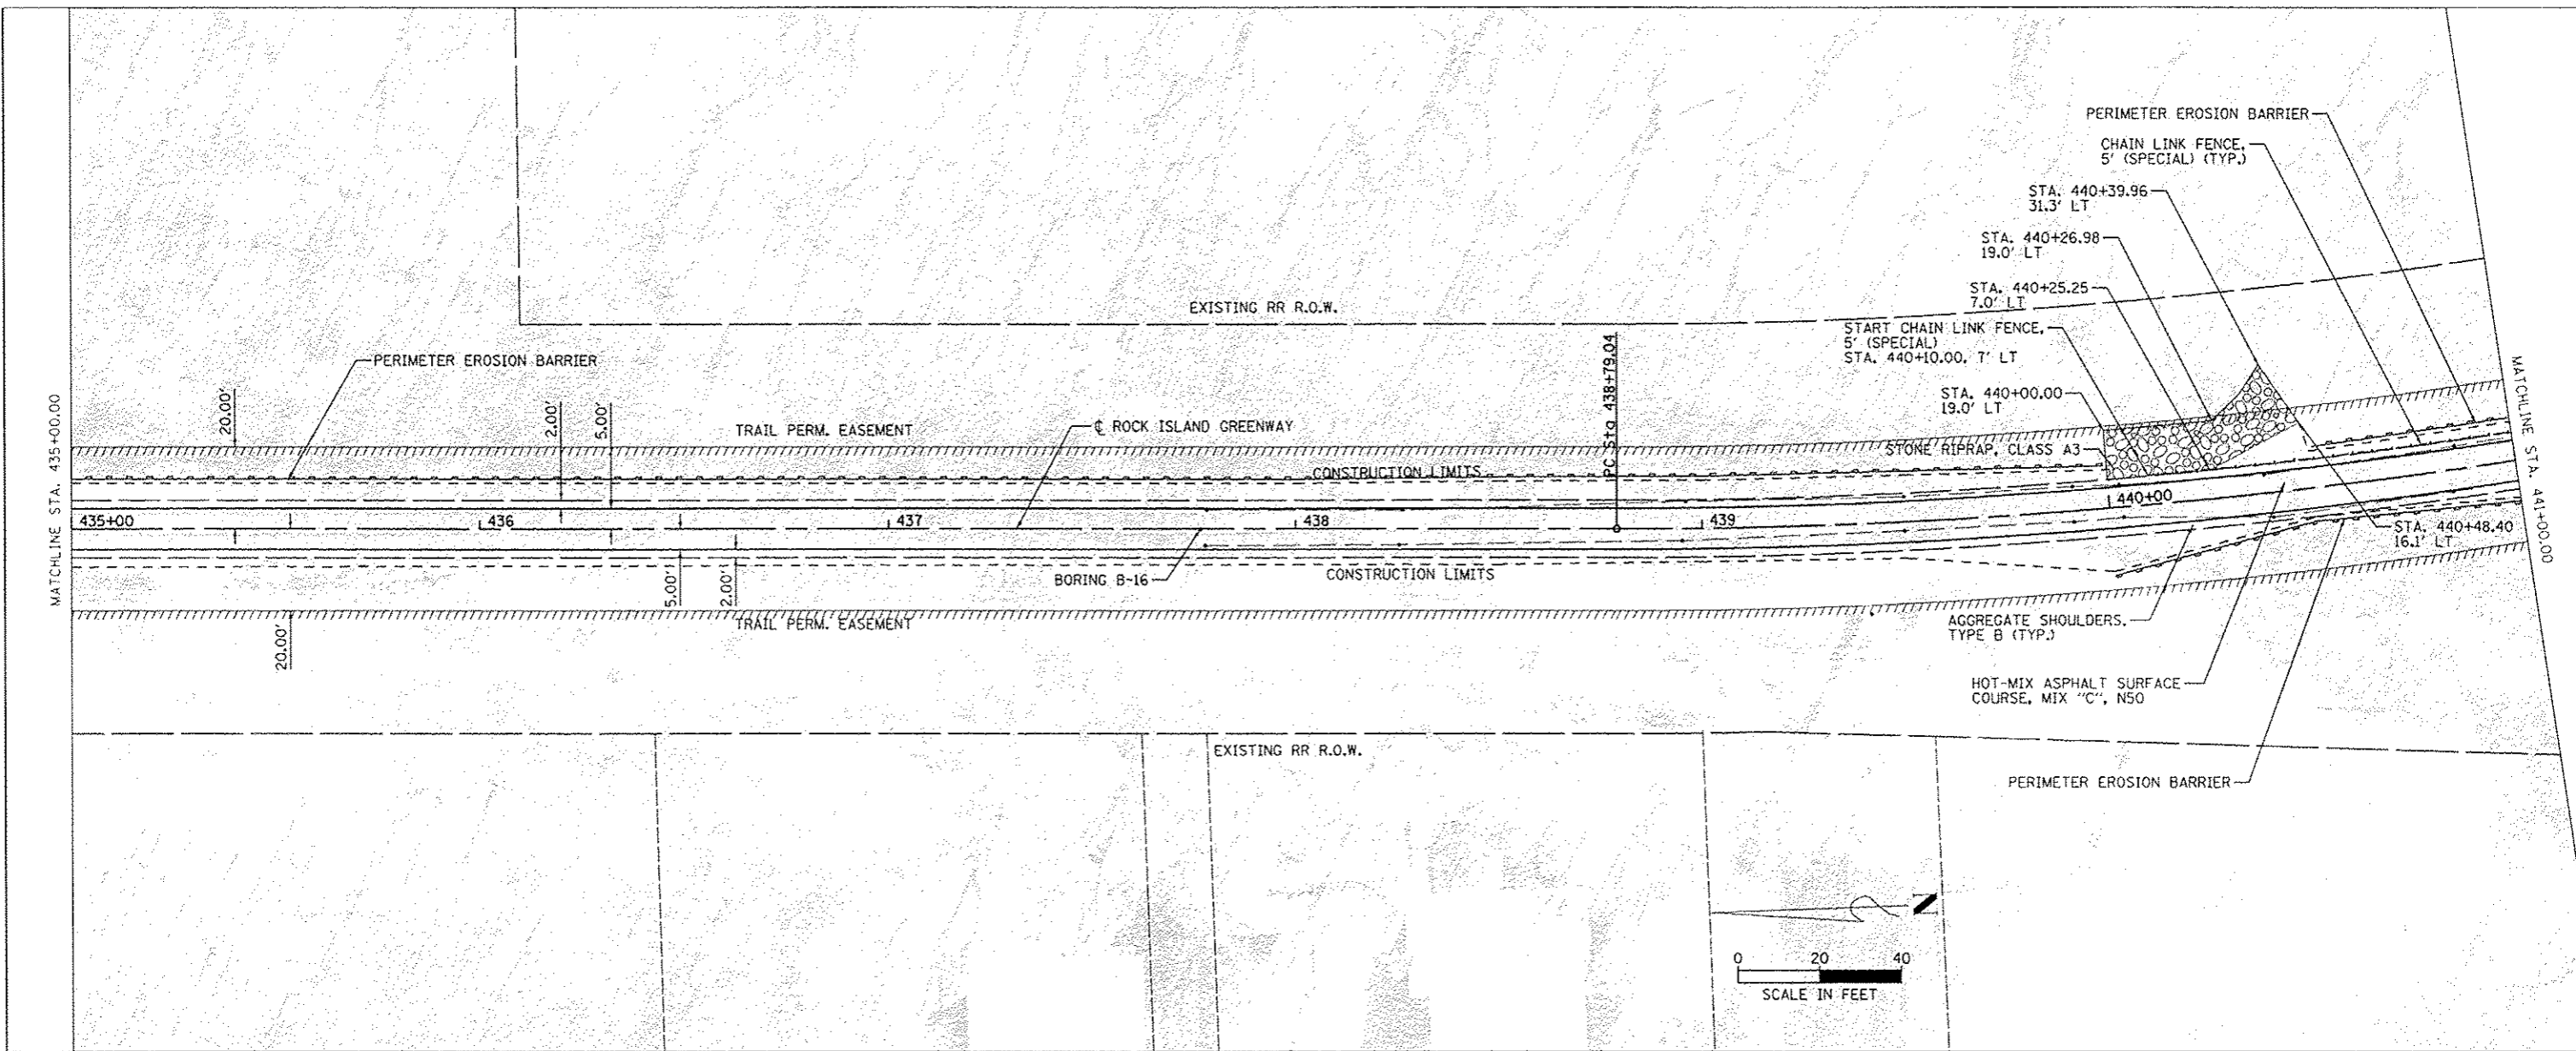 PERIMETER EROSION BARRIER
CHAIN LINK FENCE,
5' (SPECIAL) (TYP.)
STA. 440+39.96
31.3' LT
STA. 440+26.98
19.0' LT
STA. 440+25.25
7.0' LT
EXISTING RR R.O.W.
START CHAIN LINK FENCE,
5' (SPECIAL)
STA. 440+10.00, 7' LT
STA. 440+00.00
19.0' LT
PERIMETER EROSION BARRIER
MATCHLINE STA. 435+00.00
20.00'
2.00'
5.00'
TRAIL PERM. EASEMENT
℄ ROCK ISLAND GREENWAY
PC Sta 438+79.04
CONSTRUCTION LIMITS
STONE RIPRAP, CLASS A3
MATCHLINE STA. 441+00.00
435+00
436
437
438
439
440+00
STA. 440+48.40
16.1' LT
BORING B-16
CONSTRUCTION LIMITS
5.00'
2.00'
20.00'
TRAIL PERM. EASEMENT
AGGREGATE SHOULDERS,
TYPE B (TYP.)
HOT-MIX ASPHALT SURFACE
COURSE, MIX "C", N50
EXISTING RR R.O.W.
PERIMETER EROSION BARRIER
N
0 20 40
SCALE IN FEET